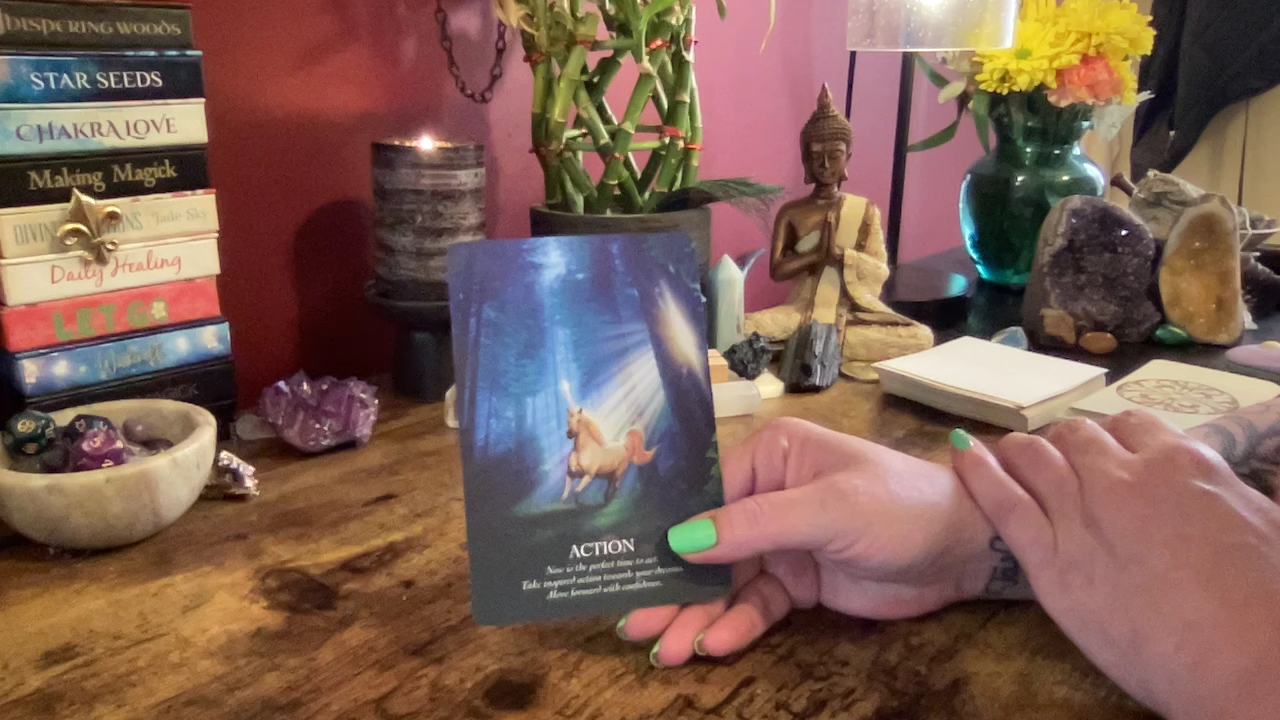 WHISPERING WOODS
STAR SEEDS
CHAKRA LOVE
Making Magick
Jade-Sky
Daily Healing
LET GO
ACTION
Now is the perfect time to act.
Take inspired action towards your dreams.
Move forward with confidence.